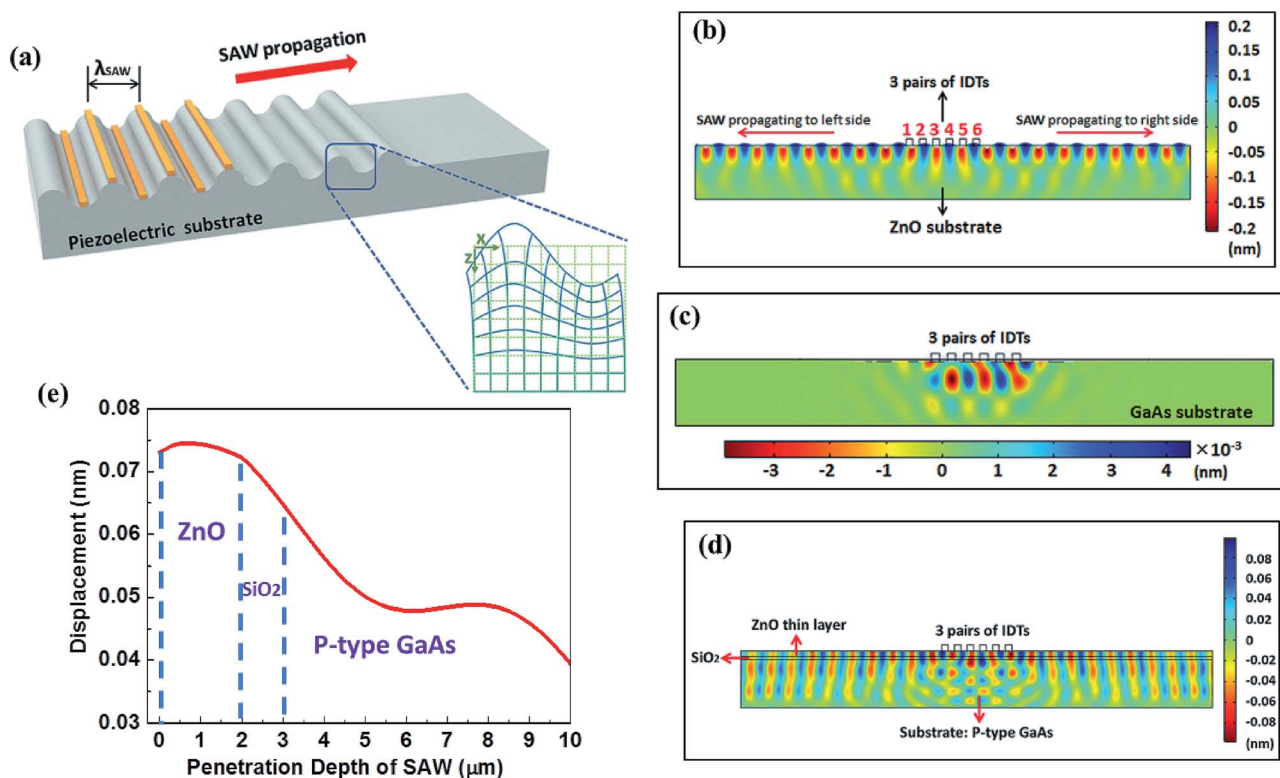 (a)
SAW propagation
λSAW
Piezoelectric substrate
X
Z
(b)
3 pairs of IDTs
SAW propagating to left side
1 2 3 4 5 6
SAW propagating to right side
ZnO substrate
0.2
0.15
0.1
0.05
0
-0.05
-0.1
-0.15
-0.2
(nm)
(c)
3 pairs of IDTs
GaAs substrate
×10-3
-3 -2 -1 0 1 2 3 4 (nm)
(d)
ZnO thin layer
3 pairs of IDTs
SiO2
Substrate: P-type GaAs
0.08
0.06
0.04
0.02
0
-0.02
-0.04
-0.06
-0.08
(nm)
(e)
Displacement (nm)
0.08
0.07
0.06
0.05
0.04
0.03
ZnO
SiO2
P-type GaAs
0 1 2 3 4 5 6 7 8 9 10
Penetration Depth of SAW (μm)